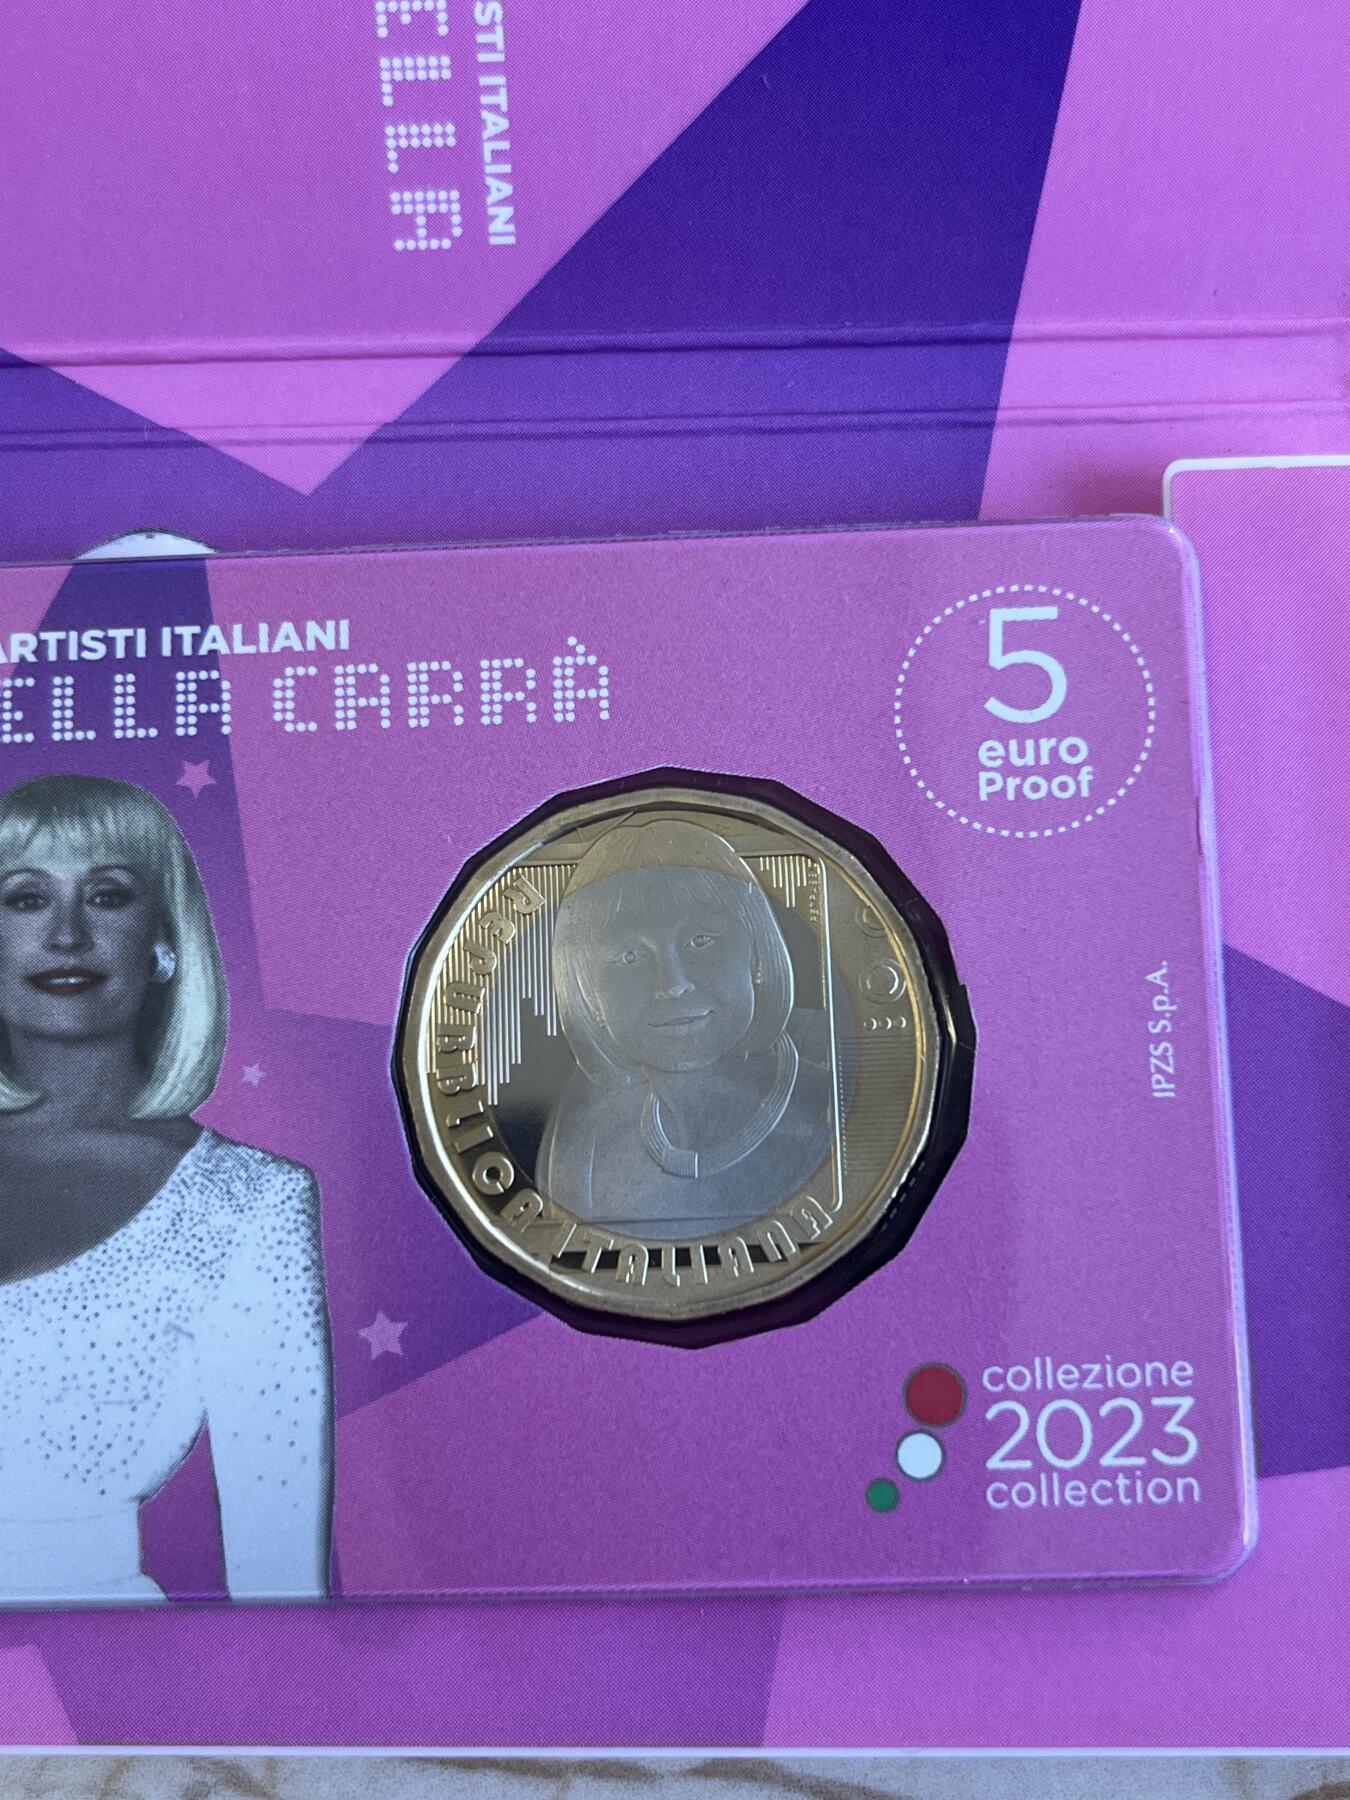 STI ITALIANI
ELLA
ARTISTI ITALIANI
ELLA CARRÀ
5
euro
Proof
REPUBBLICA ITALIANA
IPZS S.p.A.
collezione
2023
collection